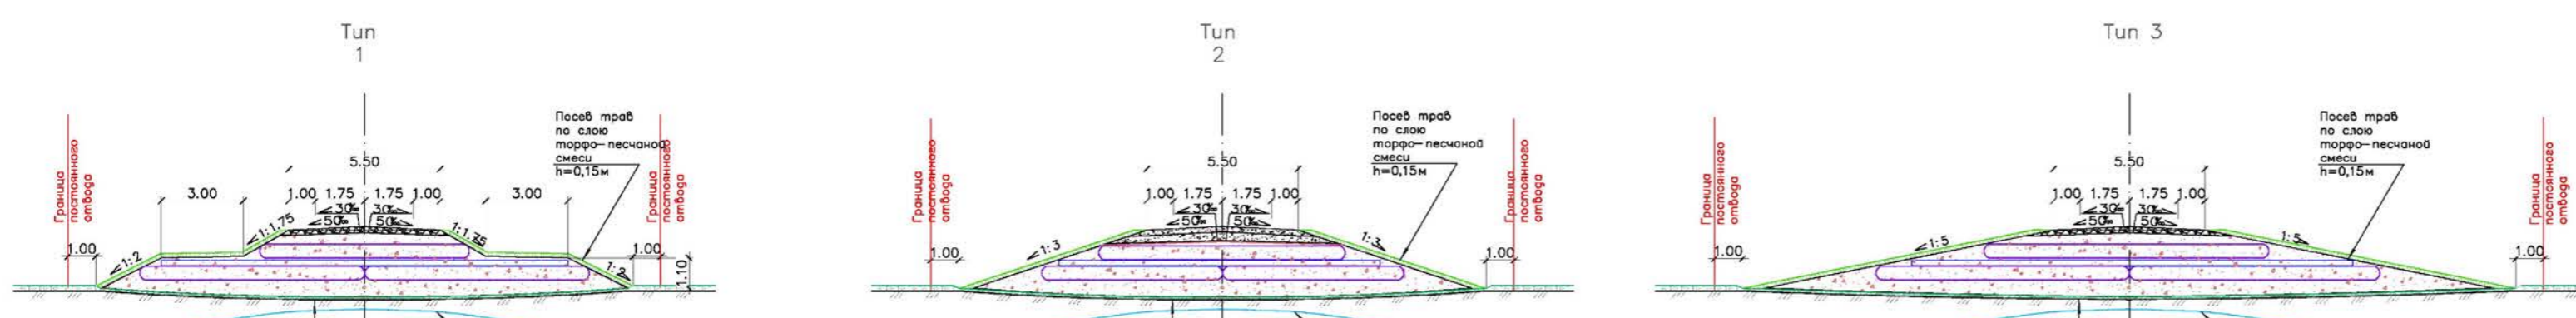 Тип
1
Посев трав
по слою
торфо-песчаной
смеси
h=0,15м
5.50
3.00
1.00
1.75
1.75
1.00
3.00
30‰
30‰
50‰
50‰
1:1.75
1:1.75
1:2
1:2
1.00
1.00
1.10
Граница
постоянного
отвода
Граница
постоянного
отвода
Тип
2
Посев трав
по слою
торфо-песчаной
смеси
h=0,15м
5.50
1.00
1.75
1.75
1.00
30‰
30‰
50‰
50‰
1:3
1:3
1.00
1.00
Граница
постоянного
отвода
Граница
постоянного
отвода
Тип 3
Посев трав
по слою
торфо-песчаной
смеси
h=0,15м
5.50
1.00
1.75
1.75
1.00
30‰
30‰
50‰
50‰
1:5
1:5
1.00
1.00
Граница
постоянного
отвода
Граница
постоянного
отвода